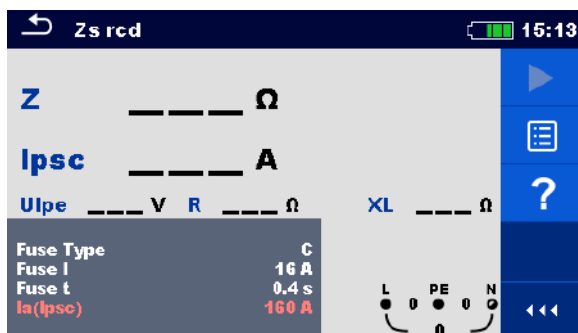 Zs rcd 15:13
Z ___ Ω
Ipsc ___ A
Ulpe ___ V R ___ Ω XL ___ Ω
Fuse Type C
Fuse I 16 A
Fuse t 0.4 s
Ia(Ipsc) 160 A
L PE N
0 0
0
?